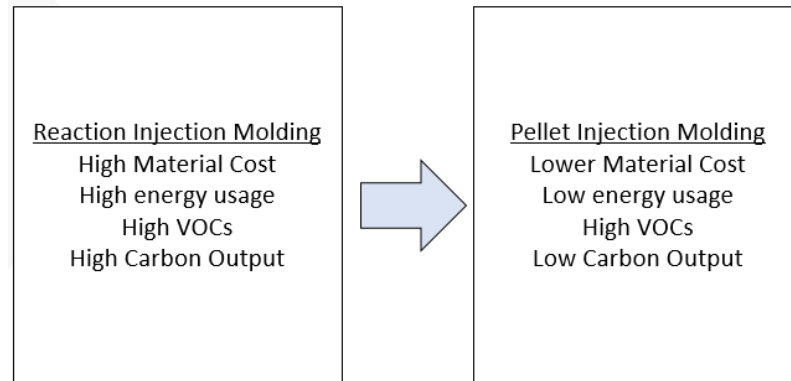 Reaction Injection Molding
High Material Cost
High energy usage
High VOCs
High Carbon Output
Pellet Injection Molding
Lower Material Cost
Low energy usage
High VOCs
Low Carbon Output